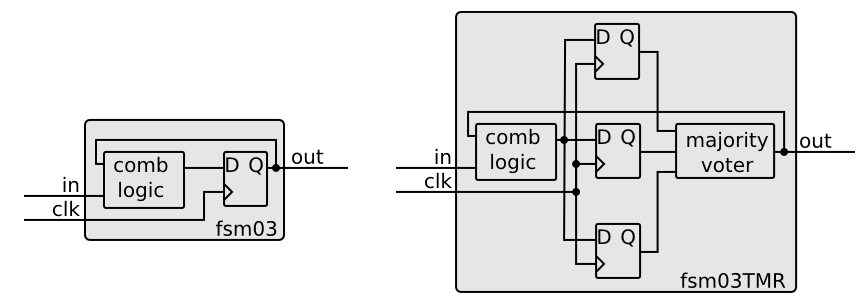 comb
logic
D Q
out
in
clk
fsm03
D Q
comb
logic
D Q
majority
voter
out
in
clk
D Q
fsm03TMR